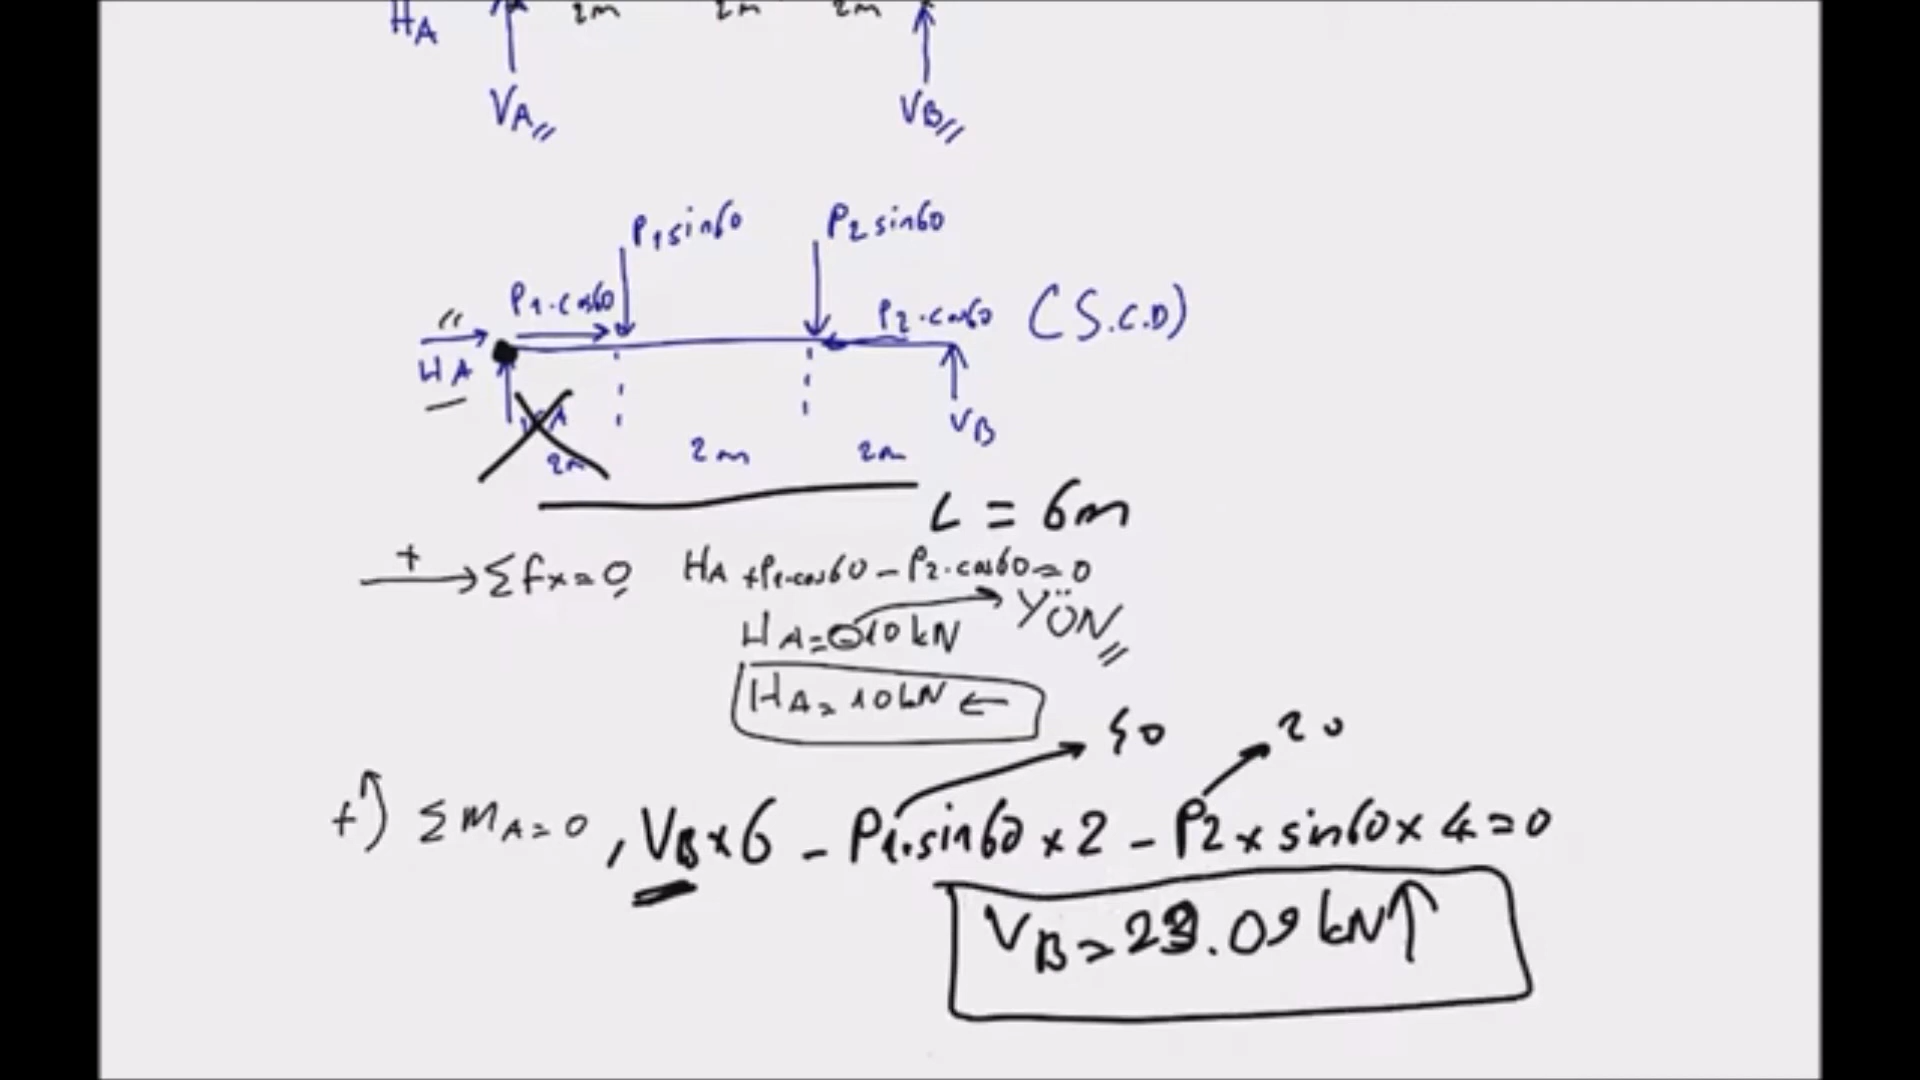 HA 2m 2m 2m
VA VB
P1sin60 P2sin60
P1.cos60 P2.cos60 (S.C.D)
HA
VA VB
2m 2m 2m
L = 6m
+ → Σfx=0 HA+P1.cos60-P2.cos60=0
HA=-10kN → YÖN
HA=10kN ←
40 20
+) ΣMA=0, VB×6 - P1.sin60×2 - P2×sin60×4=0
VB=23.09kN↑